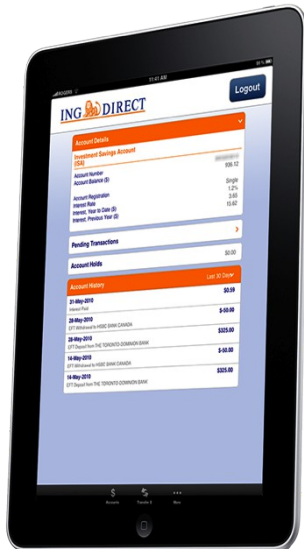 ROGERS 11:43 AM
ING DIRECT Logout
Account Details
Investment Savings Account
(ISA)
Account Number
Account Balance ($) 936.12
Account Registration Single
Interest Rate 1.2%
Interest, Year to Date ($) 3.65
Interest, Previous Year ($) 15.62
Pending Transactions
Account Holds $0.00
Account History Last 30 Days
31-May-2010 $0.59
Interest Paid
28-May-2010 $-50.00
EFT Withdrawal to HSBC BANK CANADA
28-May-2010 $325.00
EFT Deposit from THE TORONTO-DOMINION BANK
14-May-2010 $-50.00
EFT Withdrawal to HSBC BANK CANADA
14-May-2010 $325.00
EFT Deposit from THE TORONTO-DOMINION BANK
Accounts Transfer $ More